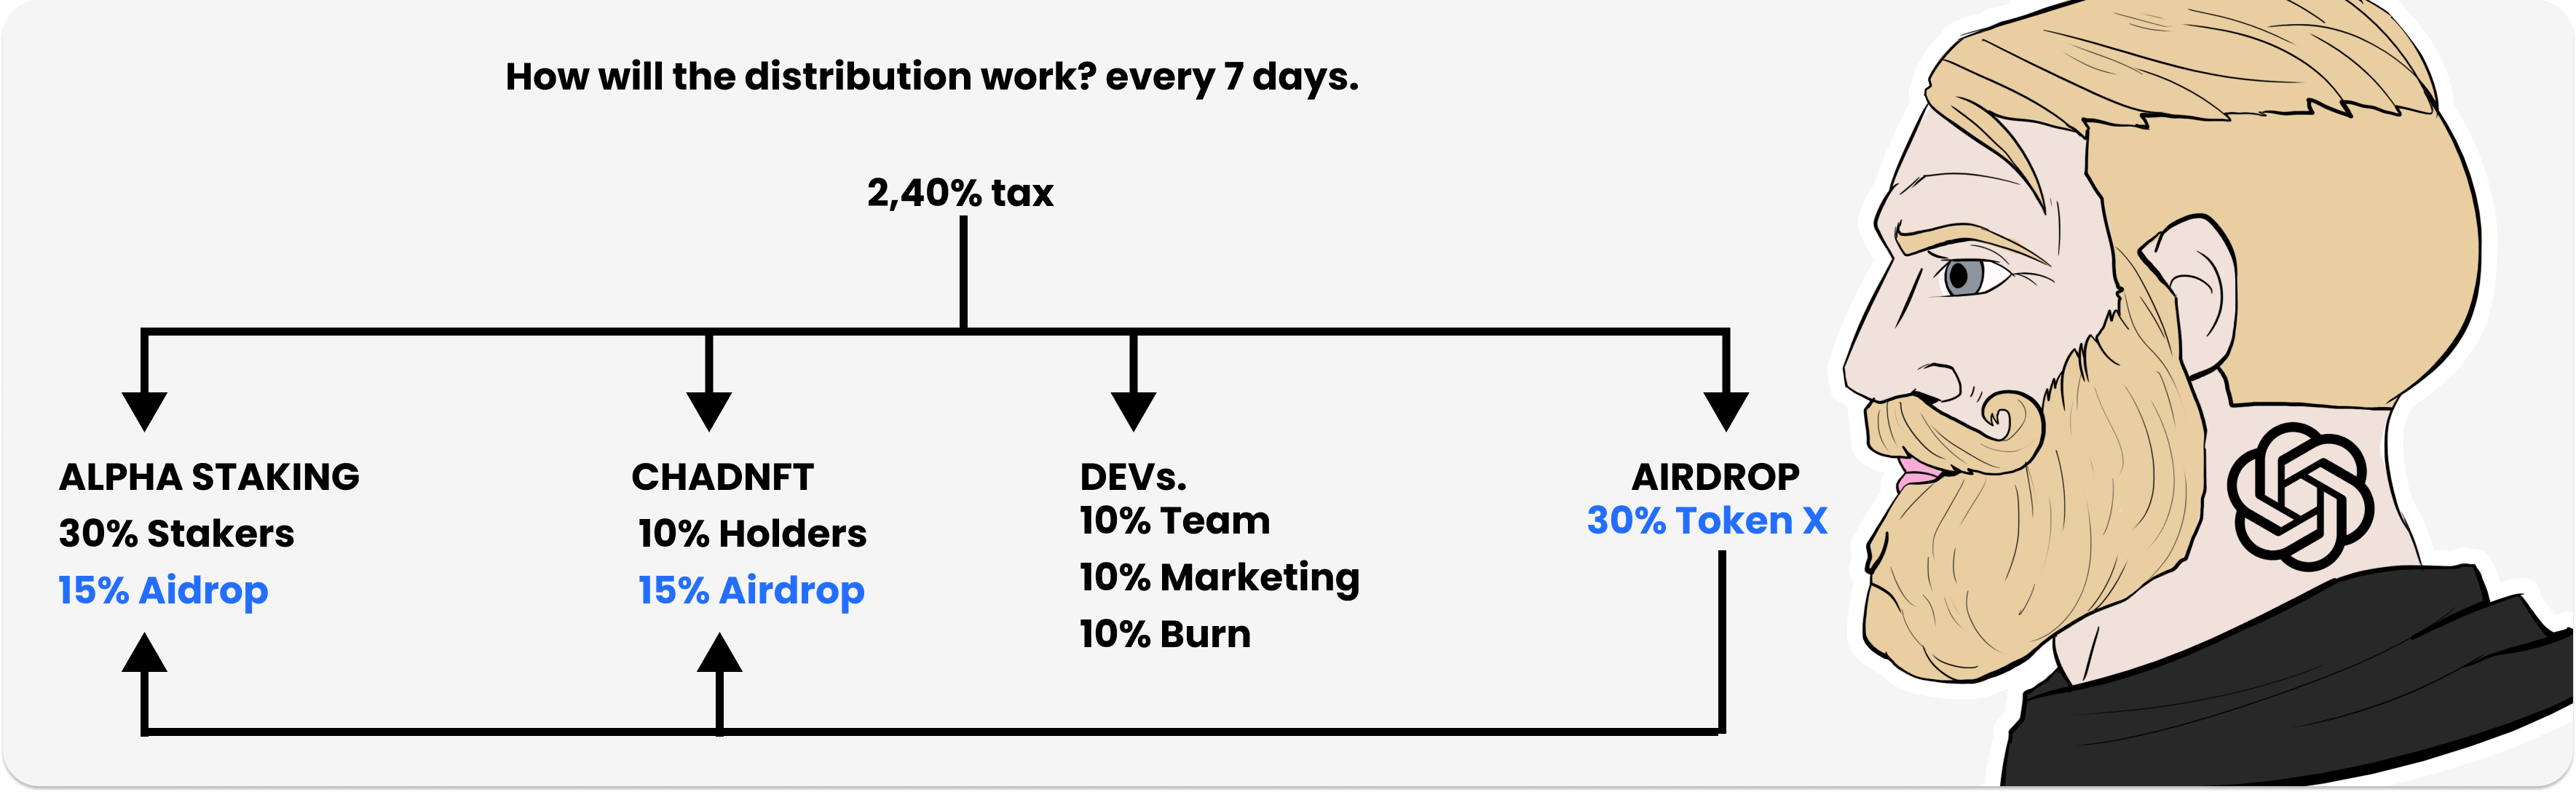 How will the distribution work? every 7 days.
2,40% tax
ALPHA STAKING
30% Stakers
15% Aidrop
CHADNFT
10% Holders
15% Airdrop
DEVs.
10% Team
10% Marketing
10% Burn
AIRDROP
30% Token X